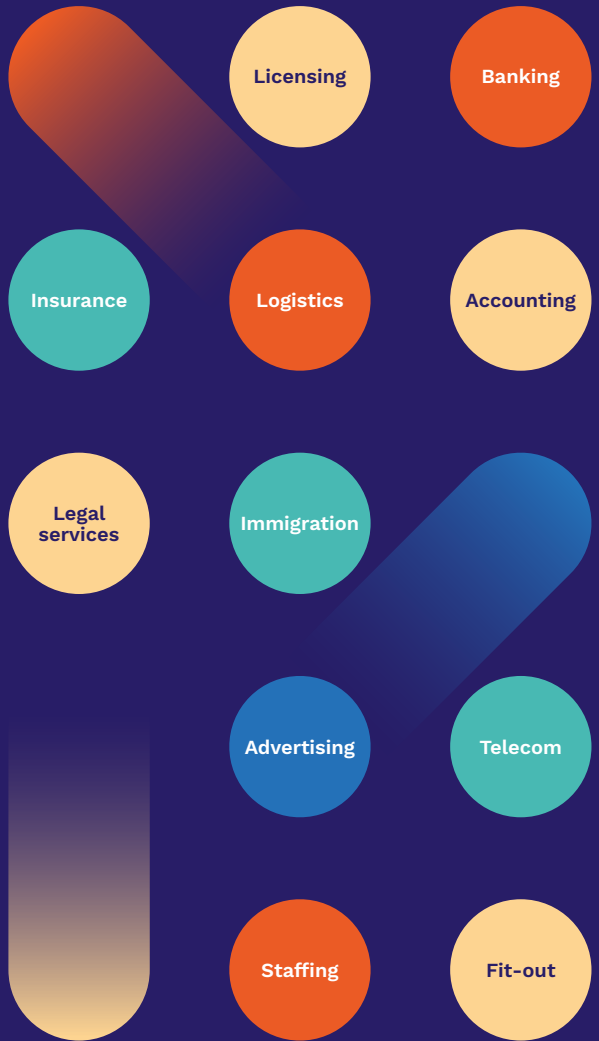 Licensing
Banking
Insurance
Logistics
Accounting
Legal
services
Immigration
Advertising
Telecom
Staffing
Fit-out